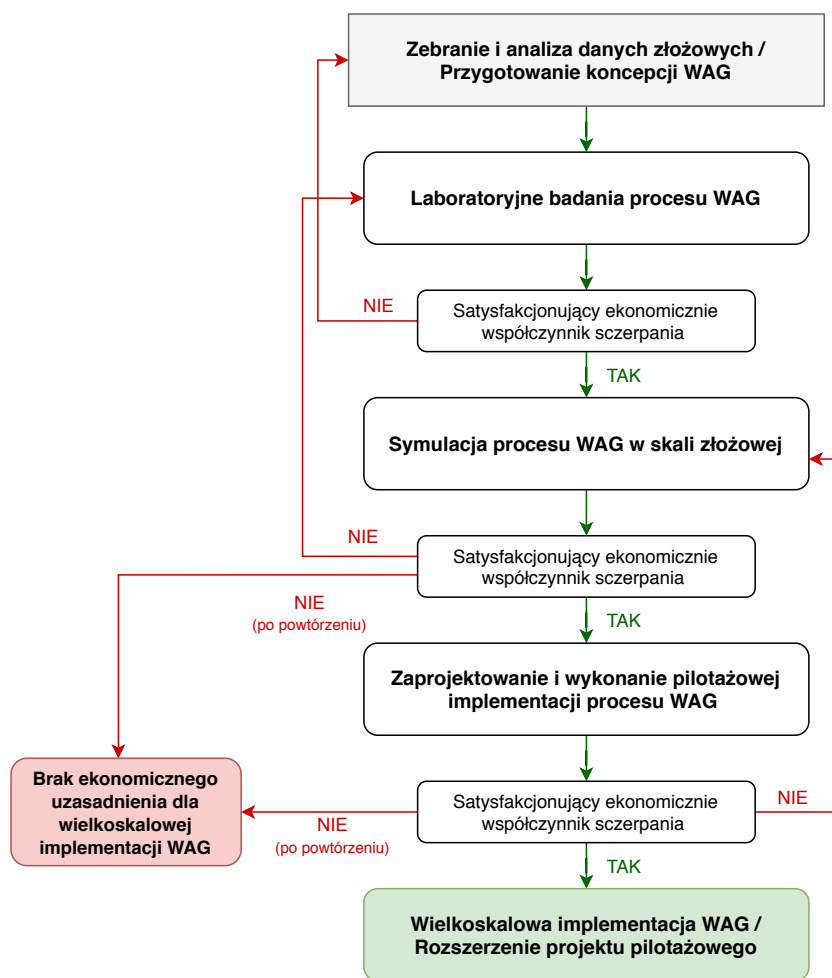 Zebranie i analiza danych złożowych /
Przygotowanie koncepcji WAG
Laboratoryjne badania procesu WAG
NIE
Satysfakcjonujący ekonomicznie
współczynnik sczerpania
TAK
Symulacja procesu WAG w skali złożowej
NIE
Satysfakcjonujący ekonomicznie
współczynnik sczerpania
NIE
(po powtórzeniu)
TAK
Zaprojektowanie i wykonanie pilotażowej
implementacji procesu WAG
Brak ekonomicznego
uzasadnienia dla
wielkoskalowej
implementacji WAG
NIE
(po powtórzeniu)
Satysfakcjonujący ekonomicznie
współczynnik sczerpania
NIE
TAK
Wielkoskalowa implementacja WAG /
Rozszerzenie projektu pilotażowego